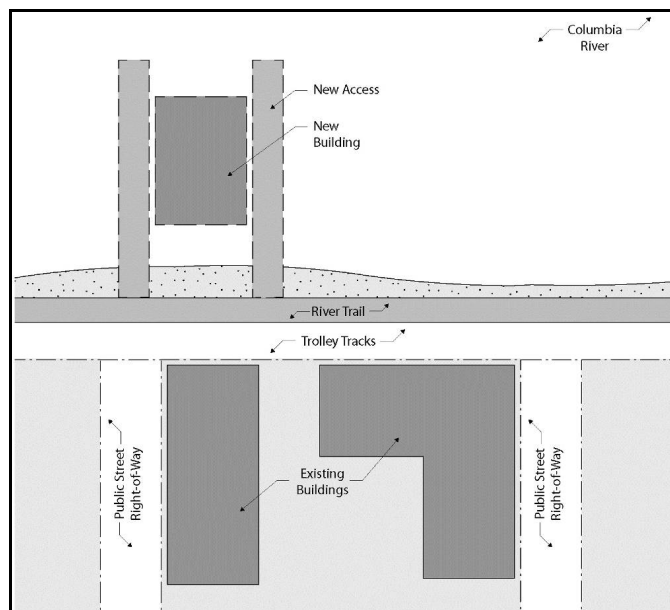 Columbia
River
New Access
New
Building
River Trail
Trolley Tracks
Public Street
Right-of-Way
Existing
Buildings
Public Street
Right-of-Way